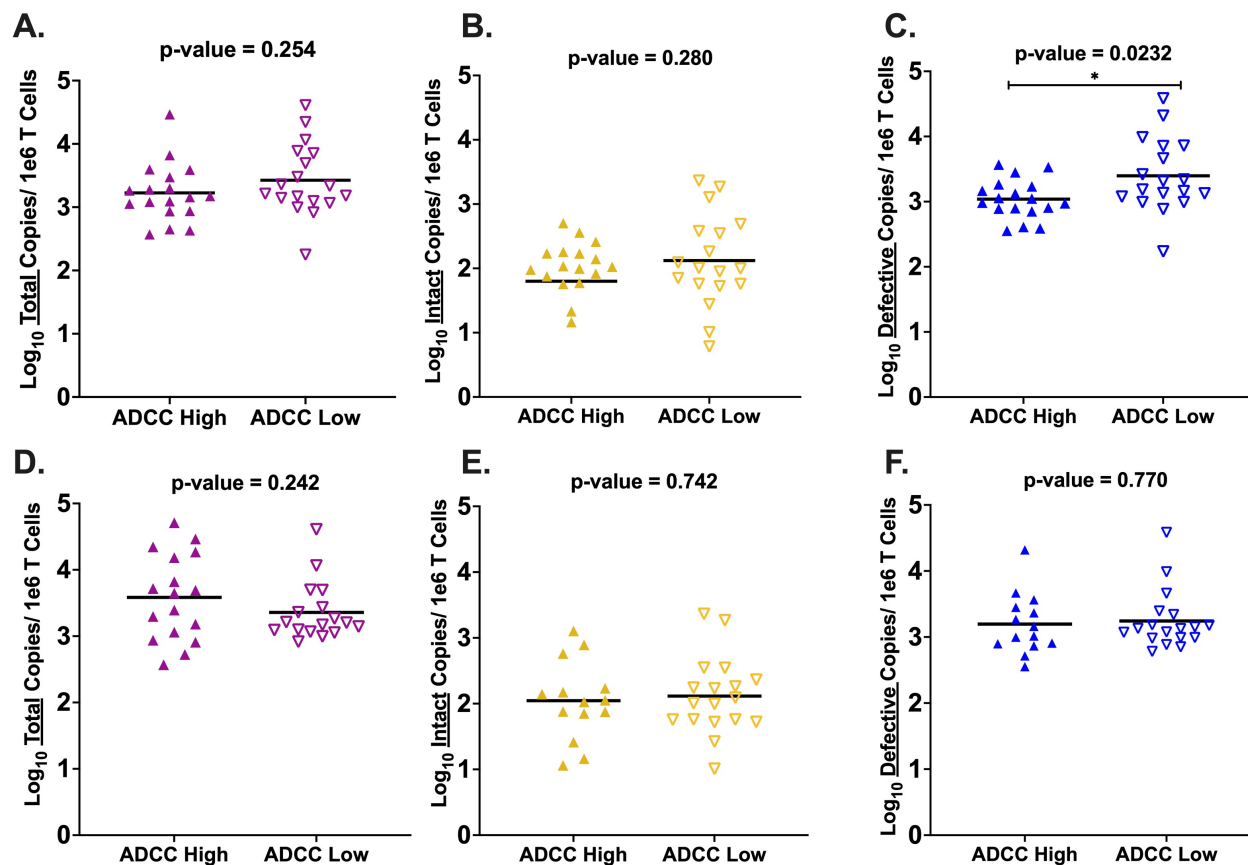 A.
p-value = 0.254
Log10 Total Copies/ 1e6 T Cells
5
4
3
2
1
0
ADCC High
ADCC Low
B.
p-value = 0.280
Log10 Intact Copies/ 1e6 T Cells
5
4
3
2
1
0
ADCC High
ADCC Low
C.
p-value = 0.0232
*
Log10 Defective Copies/ 1e6 T Cells
5
4
3
2
1
0
ADCC High
ADCC Low
D.
p-value = 0.242
Log10 Total Copies/ 1e6 T Cells
5
4
3
2
1
0
ADCC High
ADCC Low
E.
p-value = 0.742
Log10 Intact Copies/ 1e6 T Cells
5
4
3
2
1
0
ADCC High
ADCC Low
F.
p-value = 0.770
Log10 Defective Copies/ 1e6 T Cells
5
4
3
2
1
0
ADCC High
ADCC Low